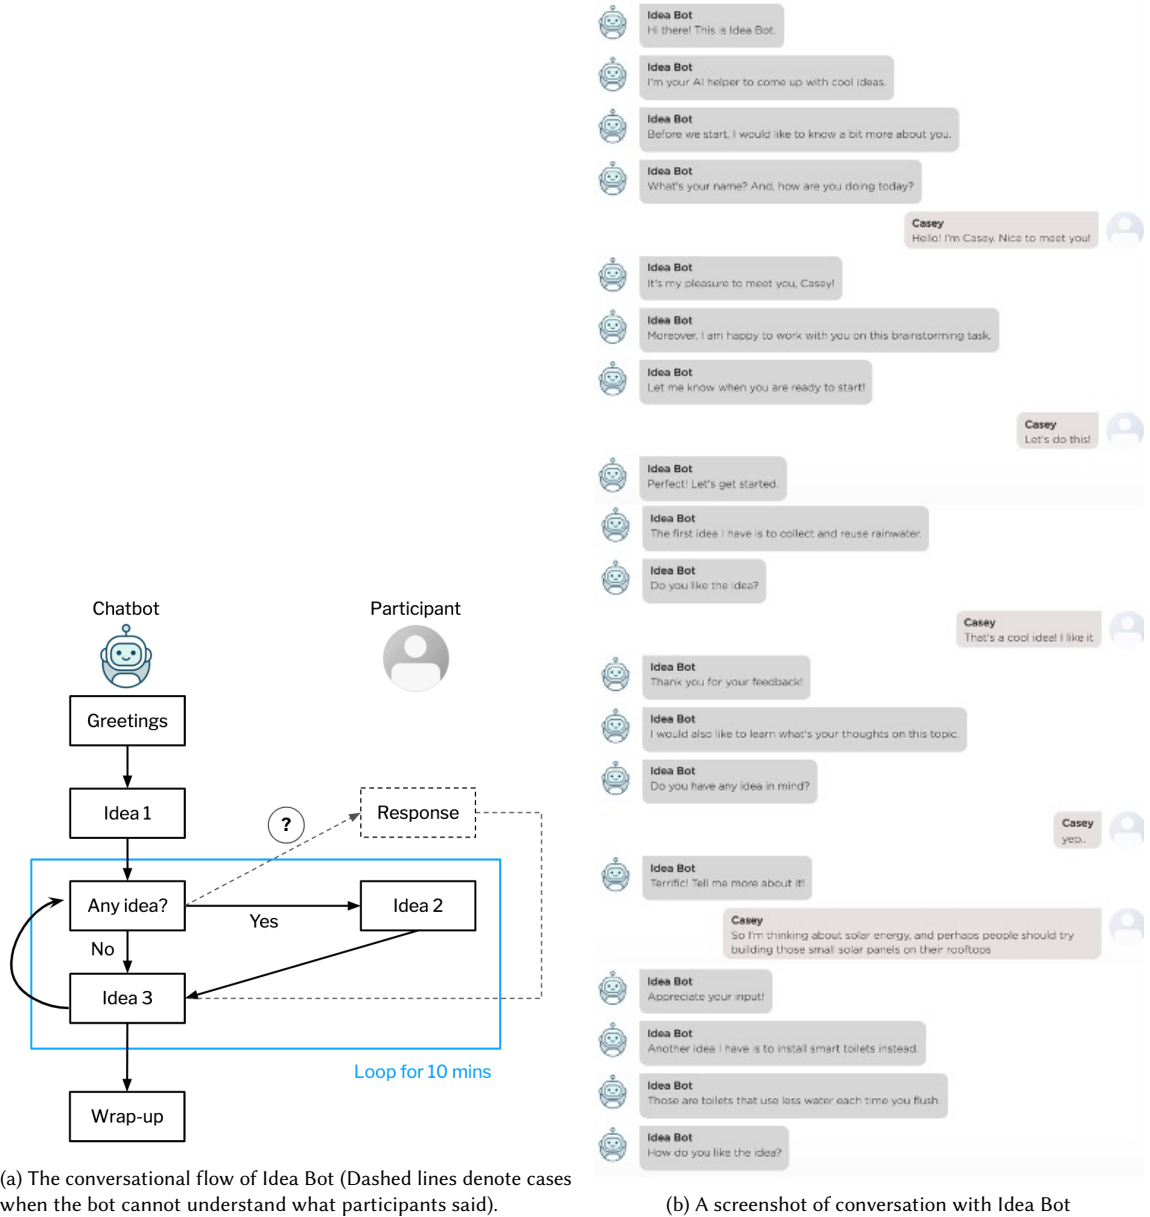 Chatbot
Participant
Greetings
Idea 1
Response
?
Any idea?
Yes
Idea 2
No
Idea 3
Loop for 10 mins
Wrap-up
(a) The conversational flow of Idea Bot (Dashed lines denote cases
when the bot cannot understand what participants said).
Idea Bot
Hi there! This is Idea Bot.
Idea Bot
I'm your AI helper to come up with cool ideas.
Idea Bot
Before we start, I would like to know a bit more about you.
Idea Bot
What's your name? And, how are you doing today?
Casey
Hello! I'm Casey. Nice to meet you!
Idea Bot
It's my pleasure to meet you, Casey!
Idea Bot
Moreover, I am happy to work with you on this brainstorming task.
Idea Bot
Let me know when you are ready to start!
Casey
Let's do this!
Idea Bot
Perfect! Let's get started.
Idea Bot
The first idea I have is to collect and reuse rainwater.
Idea Bot
Do you like the idea?
Casey
That's a cool idea! I like it
Idea Bot
Thank you for your feedback!
Idea Bot
I would also like to learn what's your thoughts on this topic.
Idea Bot
Do you have any idea in mind?
Casey
yep..
Idea Bot
Terrific! Tell me more about it!
Casey
So I'm thinking about solar energy, and perhaps people should try
building those small solar panels on their rooftops
Idea Bot
Appreciate your input!
Idea Bot
Another idea I have is to install smart toilets instead.
Idea Bot
Those are toilets that use less water each time you flush.
Idea Bot
How do you like the idea?
(b) A screenshot of conversation with Idea Bot